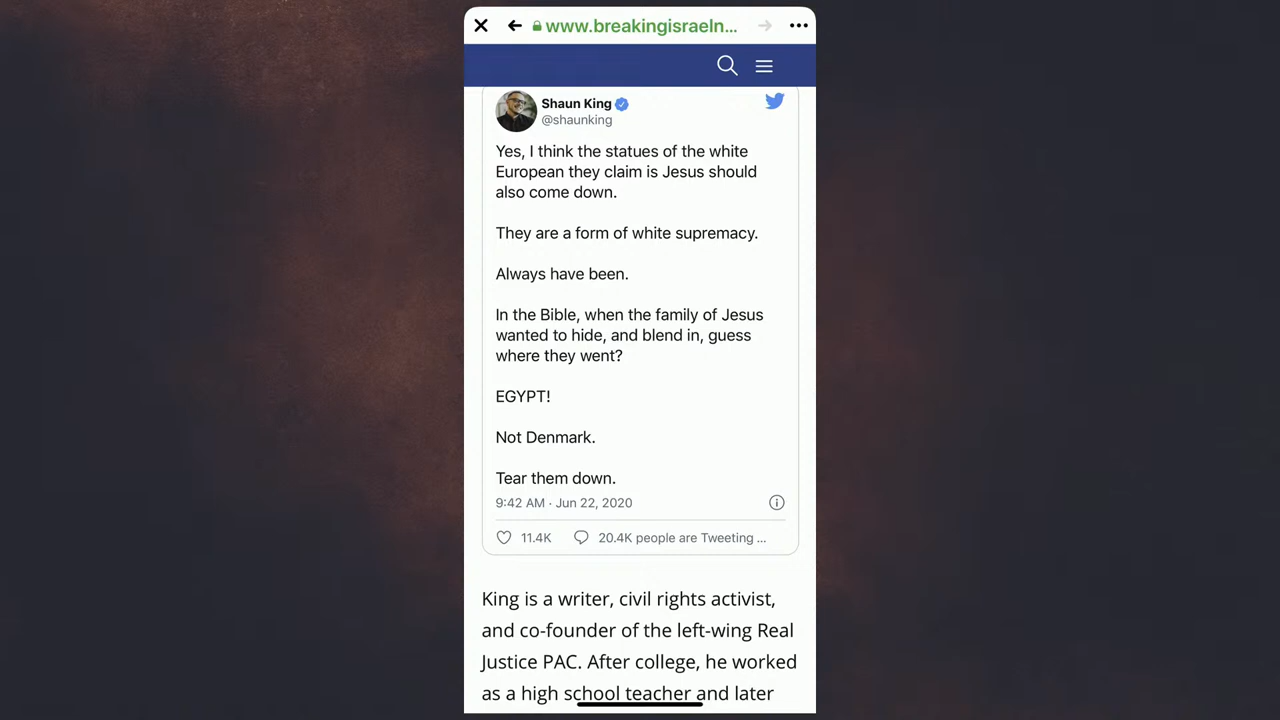 www.breakingisraeln...
Shaun King
@shaunking
Yes, I think the statues of the white
European they claim is Jesus should
also come down.
They are a form of white supremacy.
Always have been.
In the Bible, when the family of Jesus
wanted to hide, and blend in, guess
where they went?
EGYPT!
Not Denmark.
Tear them down.
9:42 AM · Jun 22, 2020
11.4K 20.4K people are Tweeting ...
King is a writer, civil rights activist,
and co-founder of the left-wing Real
Justice PAC. After college, he worked
as a high school teacher and later